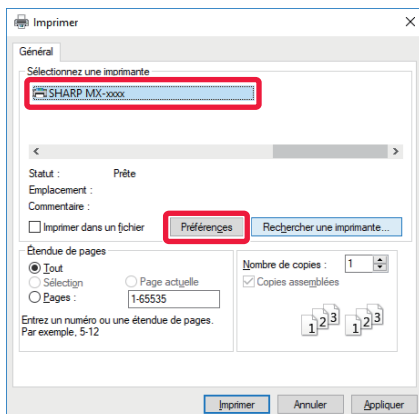 Imprimer
Général
Sélectionnez une imprimante
SHARP MX-xxxx
Statut : Prête
Emplacement :
Commentaire :
Imprimer dans un fichier Préférences Rechercher une imprimante...
Étendue de pages
Tout
Sélection Page actuelle
Pages : 1-65535
Entrez un numéro ou une étendue de pages.
Par exemple, 5-12
Nombre de copies : 1
Copies assemblées
1 2 3 1 2 3
Imprimer Annuler Appliquer